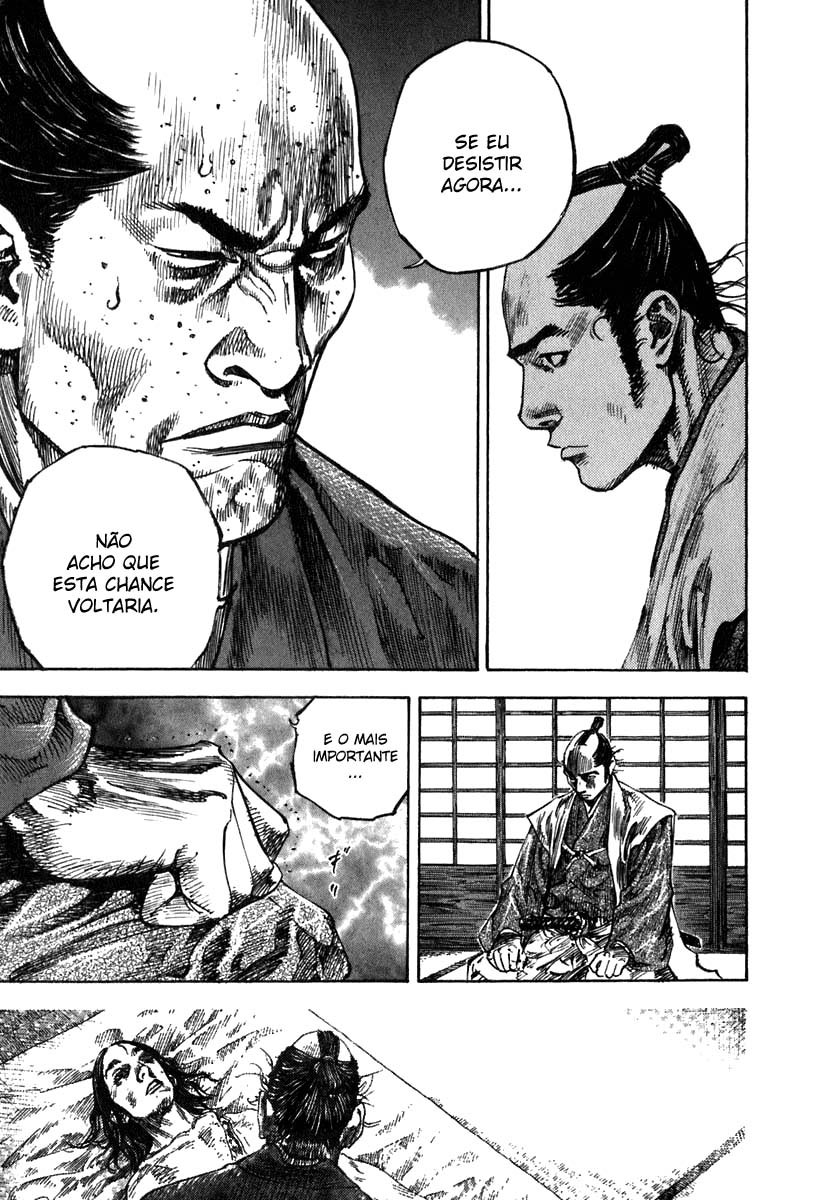 SE EU
DESISTIR
AGORA...
NÃO
ACHO QUE
ESTA CHANCE
VOLTARIA.
E O MAIS
IMPORTANTE
...